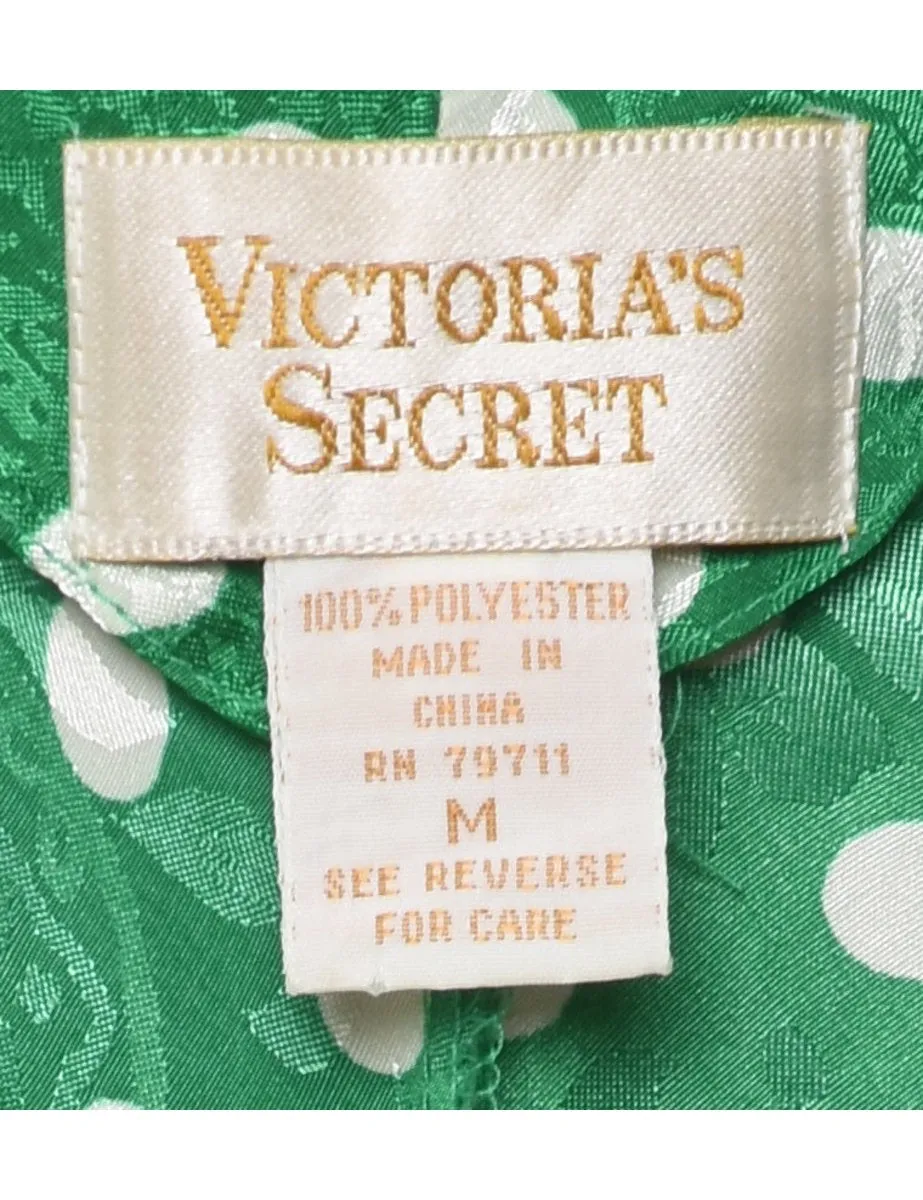 VICTORIA'S
SECRET
100% POLYESTER
MADE IN
CHINA
RN 79711
M
SEE REVERSE
FOR CARE